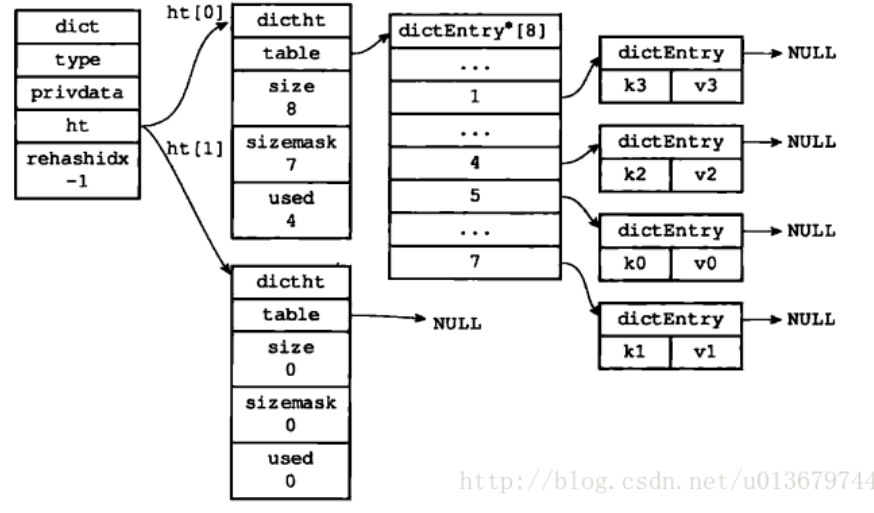 dict
type
privdata
ht
rehashidx
-1
ht[0]
ht[1]
dictht
table
size
8
sizemask
7
used
4
dictht
table
size
0
sizemask
0
used
0
NULL
dictEntry*[8]
...
1
...
4
5
...
7
dictEntry
k3 v3
NULL
dictEntry
k2 v2
NULL
dictEntry
k0 v0
NULL
dictEntry
k1 v1
NULL
http://blog.csdn.net/u013679744